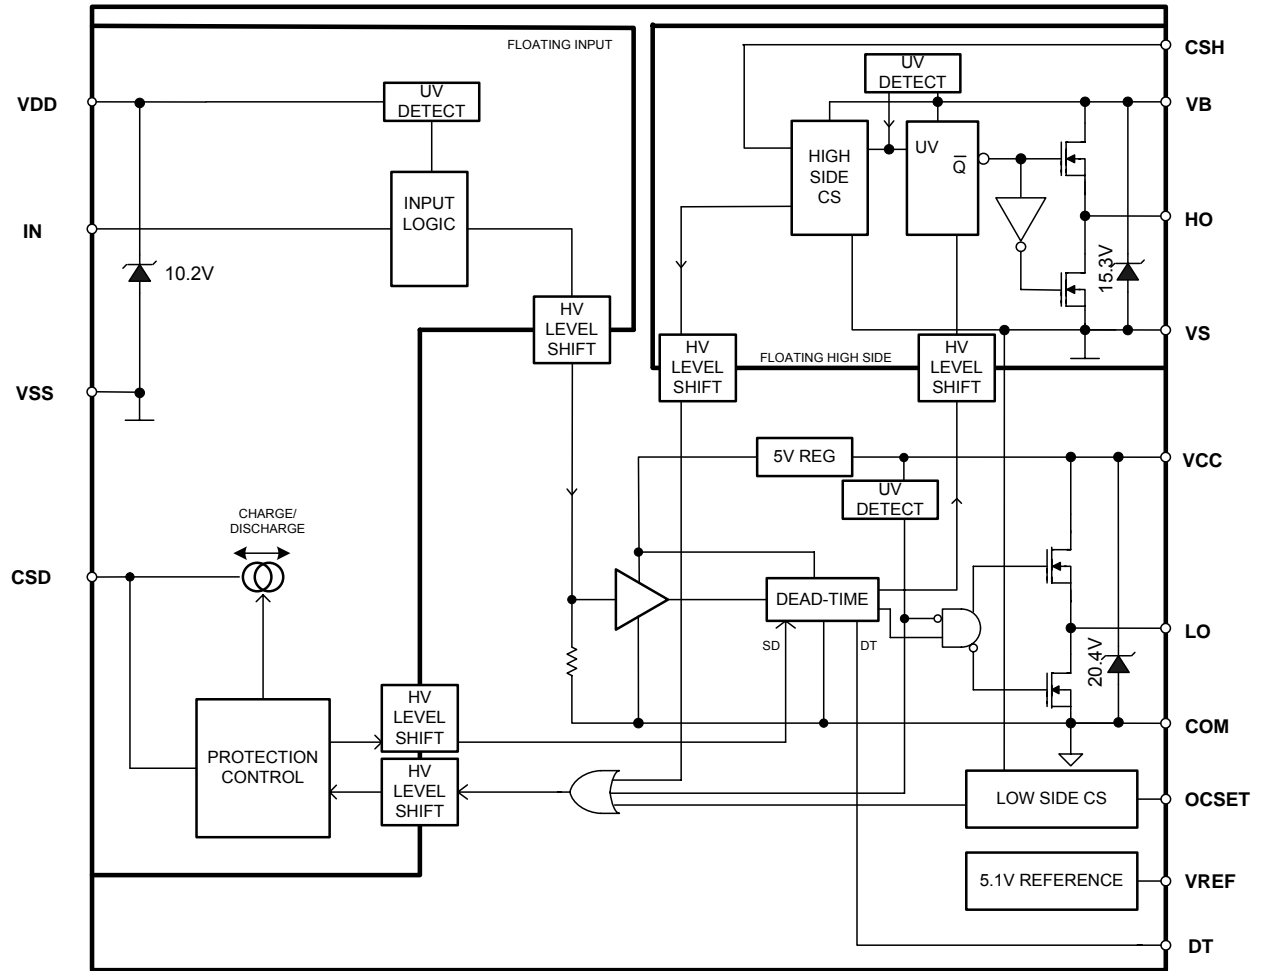 FLOATING INPUT
CSH
UV
DETECT
VDD
UV
DETECT
VB
HIGH
SIDE
CS
UV
Q
INPUT
LOGIC
IN
HO
10.2V
15.3V
HV
LEVEL
SHIFT
VS
HV
LEVEL
SHIFT
FLOATING HIGH SIDE
HV
LEVEL
SHIFT
VSS
5V REG
VCC
UV
DETECT
CHARGE/
DISCHARGE
CSD
DEAD-TIME
SD
DT
LO
20.4V
HV
LEVEL
SHIFT
COM
PROTECTION
CONTROL
HV
LEVEL
SHIFT
LOW SIDE CS
OCSET
5.1V REFERENCE
VREF
DT